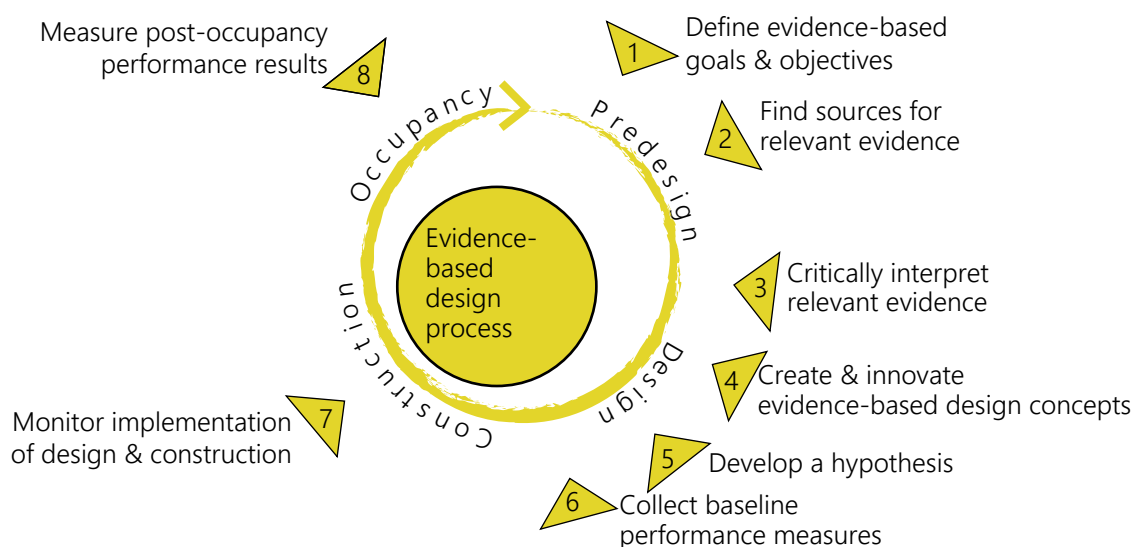 Measure post-occupancy
performance results
8
1
Define evidence-based
goals & objectives
2
Find sources for
relevant evidence
Occupancy
Predesign
Evidence-
based
design
process
3
Critically interpret
relevant evidence
Construction
Design
4
Create & innovate
evidence-based design concepts
7
Monitor implementation
of design & construction
5
Develop a hypothesis
6
Collect baseline
performance measures